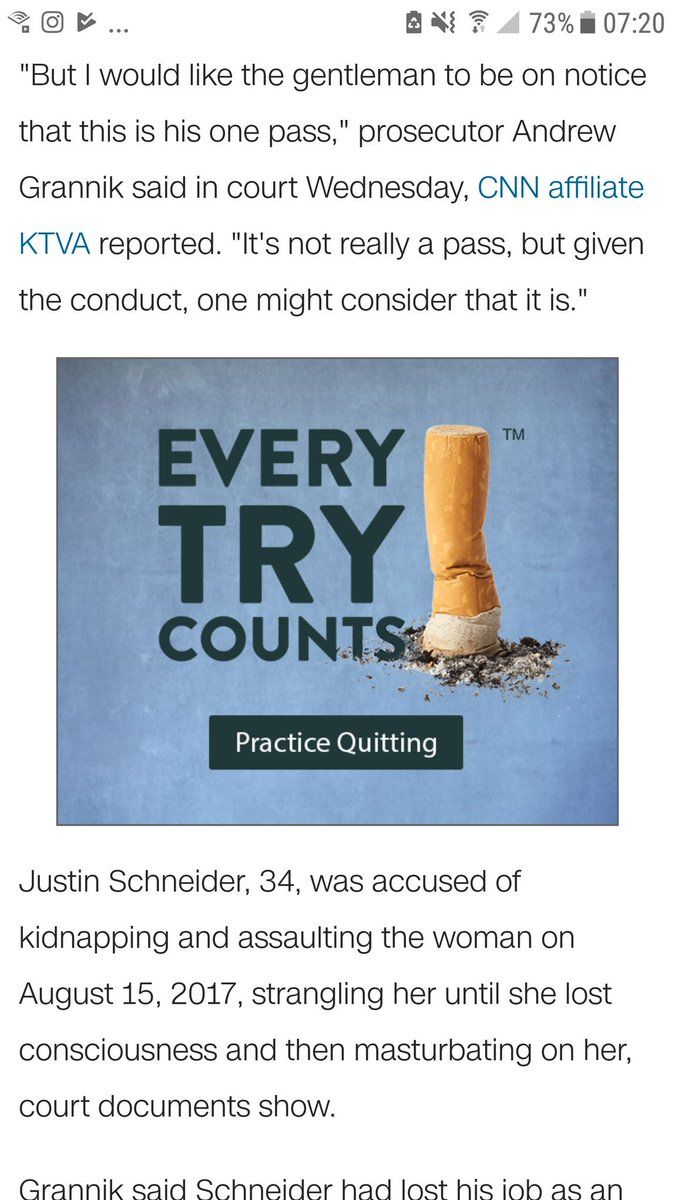 ... 73% 07:20
"But I would like the gentleman to be on notice
that this is his one pass," prosecutor Andrew
Grannik said in court Wednesday, CNN affiliate
KTVA reported. "It's not really a pass, but given
the conduct, one might consider that it is."
EVERY
TRY
COUNTS
TM
Practice Quitting
Justin Schneider, 34, was accused of
kidnapping and assaulting the woman on
August 15, 2017, strangling her until she lost
consciousness and then masturbating on her,
court documents show.
Grannik said Schneider had lost his job as an